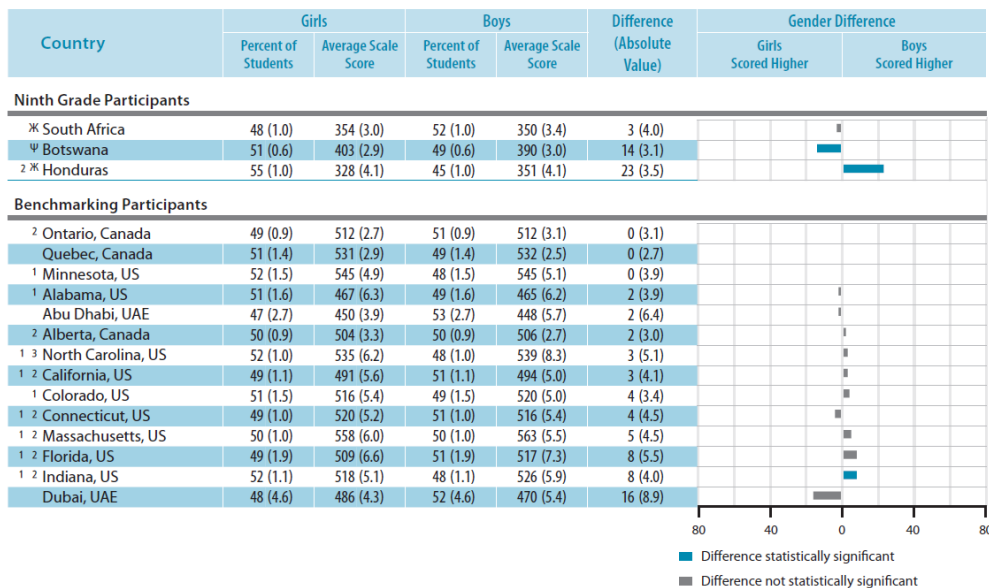 Country Girls Boys Difference (Absolute Value) Gender Difference
Percent of Students Average Scale Score Percent of Students Average Scale Score Girls Scored Higher Boys Scored Higher
Ninth Grade Participants
Ж South Africa 48 (1.0) 354 (3.0) 52 (1.0) 350 (3.4) 3 (4.0)
Ψ Botswana 51 (0.6) 403 (2.9) 49 (0.6) 390 (3.0) 14 (3.1)
2 Ж Honduras 55 (1.0) 328 (4.1) 45 (1.0) 351 (4.1) 23 (3.5)
Benchmarking Participants
2 Ontario, Canada 49 (0.9) 512 (2.7) 51 (0.9) 512 (3.1) 0 (3.1)
Quebec, Canada 51 (1.4) 531 (2.9) 49 (1.4) 532 (2.5) 0 (2.7)
1 Minnesota, US 52 (1.5) 545 (4.9) 48 (1.5) 545 (5.1) 0 (3.9)
1 Alabama, US 51 (1.6) 467 (6.3) 49 (1.6) 465 (6.2) 2 (3.9)
Abu Dhabi, UAE 47 (2.7) 450 (3.9) 53 (2.7) 448 (5.7) 2 (6.4)
2 Alberta, Canada 50 (0.9) 504 (3.3) 50 (0.9) 506 (2.7) 2 (3.0)
1 3 North Carolina, US 52 (1.0) 535 (6.2) 48 (1.0) 539 (8.3) 3 (5.1)
1 2 California, US 49 (1.1) 491 (5.6) 51 (1.1) 494 (5.0) 3 (4.1)
1 Colorado, US 51 (1.5) 516 (5.4) 49 (1.5) 520 (5.0) 4 (3.4)
1 2 Connecticut, US 49 (1.0) 520 (5.2) 51 (1.0) 516 (5.4) 4 (4.5)
1 2 Massachusetts, US 50 (1.0) 558 (6.0) 50 (1.0) 563 (5.5) 5 (4.5)
1 2 Florida, US 49 (1.9) 509 (6.6) 51 (1.9) 517 (7.3) 8 (5.5)
1 2 Indiana, US 52 (1.1) 518 (5.1) 48 (1.1) 526 (5.9) 8 (4.0)
Dubai, UAE 48 (4.6) 486 (4.3) 52 (4.6) 470 (5.4) 16 (8.9)
80 40 0 40 80
Difference statistically significant
Difference not statistically significant